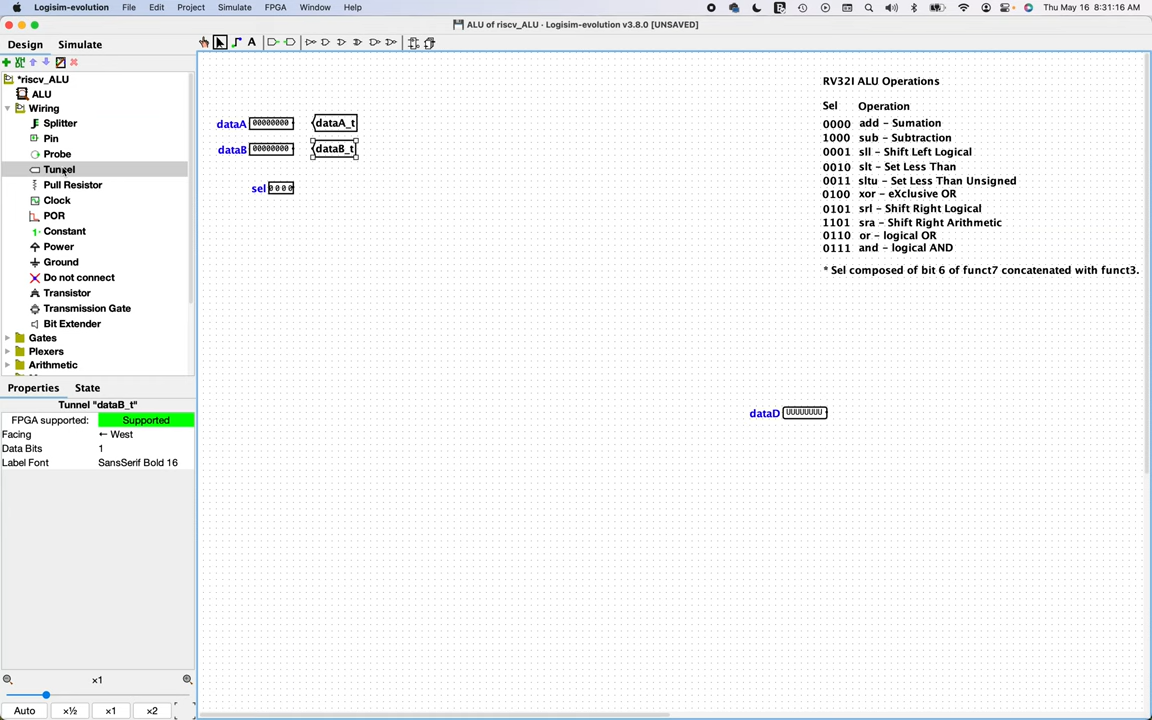 Logisim-evolution File Edit Project Simulate FPGA Window Help
Thu May 16 8:31:16 AM
ALU of riscv_ALU · Logisim-evolution v3.8.0 [UNSAVED]
Design Simulate
A
*riscv_ALU
ALU
Wiring
Splitter
Pin
Probe
Tunnel
Pull Resistor
Clock
POR
Constant
Power
Ground
Do not connect
Transistor
Transmission Gate
Bit Extender
Gates
Plexers
Arithmetic
Properties State
Tunnel "dataB_t"
FPGA supported: Supported
Facing ← West
Data Bits 1
Label Font SansSerif Bold 16
×1
Auto ×½ ×1 ×2
dataA 00000000 dataA_t
dataB 00000000 dataB_t
sel 0000
RV32I ALU Operations
Sel Operation
0000 add - Sumation
1000 sub - Subtraction
0001 sll - Shift Left Logical
0010 slt - Set Less Than
0011 sltu - Set Less Than Unsigned
0100 xor - eXclusive OR
0101 srl - Shift Right Logical
1101 sra - Shift Right Arithmetic
0110 or - logical OR
0111 and - logical AND
* Sel composed of bit 6 of funct7 concatenated with funct3.
dataD UUUUUUUU